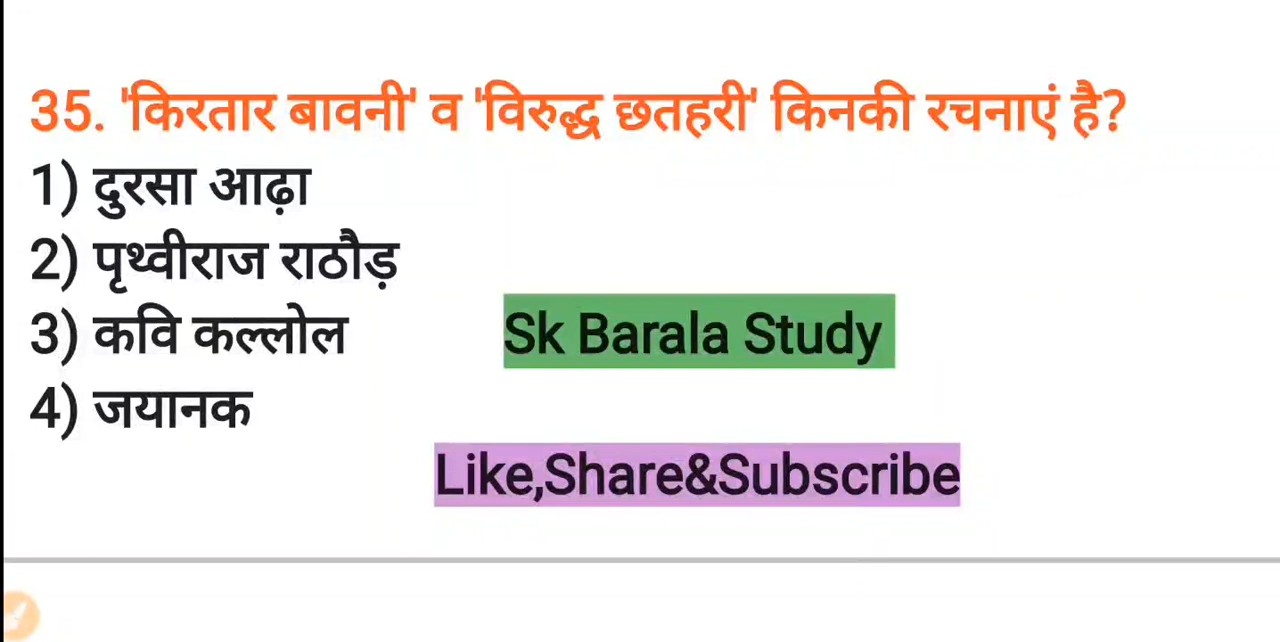 35. 'किरतार बावनी' व 'विरुद्ध छतहरी' किनकी रचनाएं है?
1) दुरसा आढ़ा
2) पृथ्वीराज राठौड़
3) कवि कल्लोल
Sk Barala Study
4) जयानक
Like,Share&Subscribe